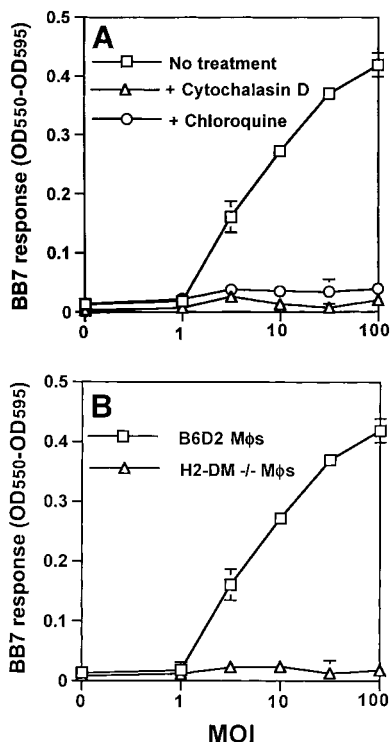 A
No treatment
+ Cytochalasin D
+ Chloroquine
BB7 response (OD550-OD595)
0.5
0.4
0.3
0.2
0.1
0
0
1
10
100
B
B6D2 Mϕs
H2-DM -/- Mϕs
BB7 response (OD550-OD595)
0.5
0.4
0.3
0.2
0.1
0
0
1
10
100
MOI